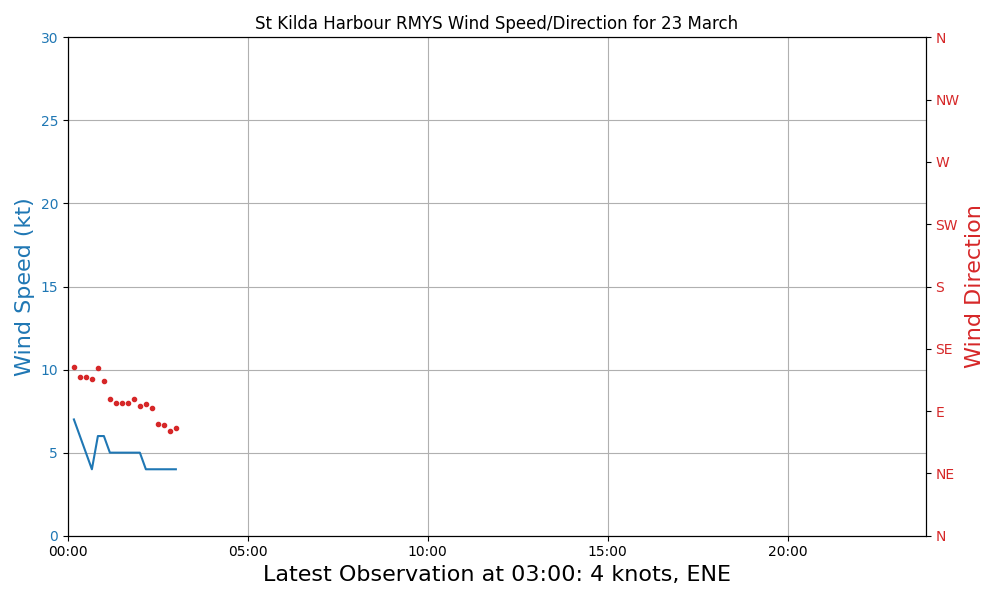 St Kilda Harbour RMYS Wind Speed/Direction for 23 March
30
25
20
15
10
5
0
Wind Speed (kt)
N
NW
W
SW
S
SE
E
NE
N
Wind Direction
00:00
05:00
10:00
15:00
20:00
Latest Observation at 03:00: 4 knots, ENE